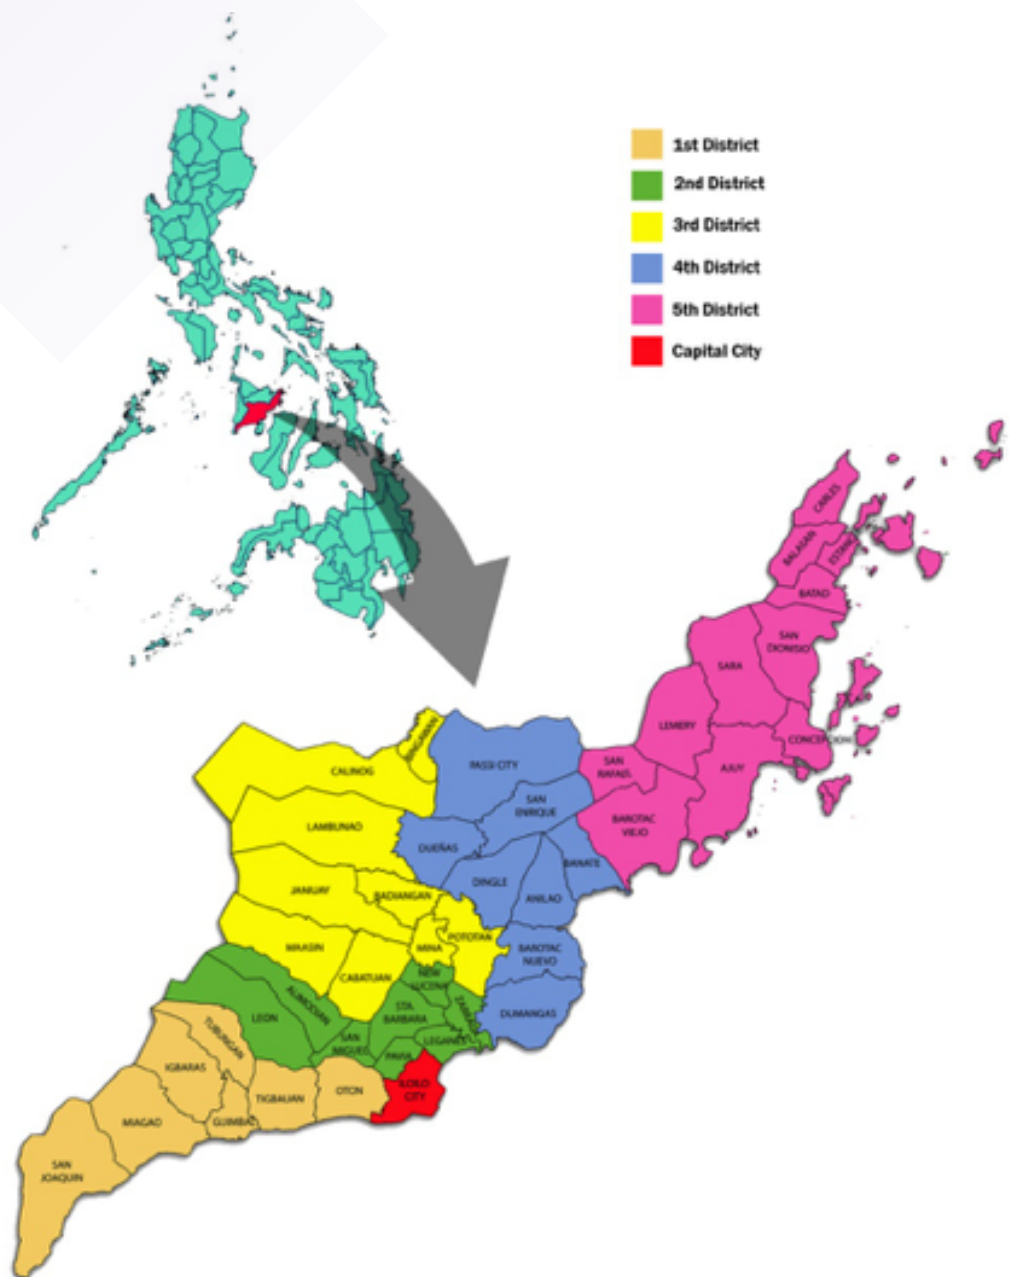 1st District
2nd District
3rd District
4th District
5th District
Capital City
CARLES
BALASAN
BATAD
SAN
DIONISIO
SARA
LEMERY
CONCEPCION
AJUY
SAN
RAFAEL
BAROTAC
VIEJO
PASSI CITY
SAN
ENRIQUE
DUEÑAS
BANATE
DINGLE
ANILAO
BAROTAC
NUEVO
DUMANGAS
CALINOG
LAMBUNAO
JANIUAY
BADIANGAN
MAASIN
CABATUAN
MINA
POTOTAN
NEW
LUCENA
ALIMODIAN
LEON
STA.
BARBARA
ZARRAGA
SAN
MIGUEL
PAVIA
LEGANES
ILOILO
CITY
TUBUNGAN
IGBARAS
OTON
TIGBAUAN
GUIMBAL
MIAGAO
SAN
JOAQUIN